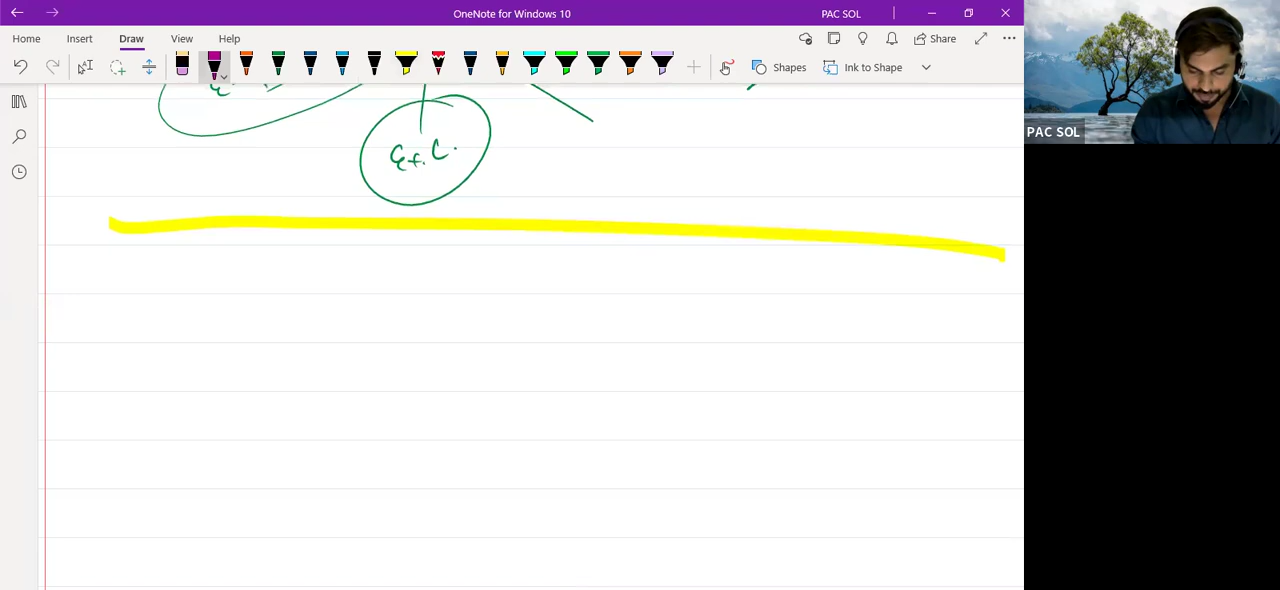 OneNote for Windows 10
PAC SOL
Home Insert Draw View Help
Share
Shapes
Ink to Shape
PAC SOL